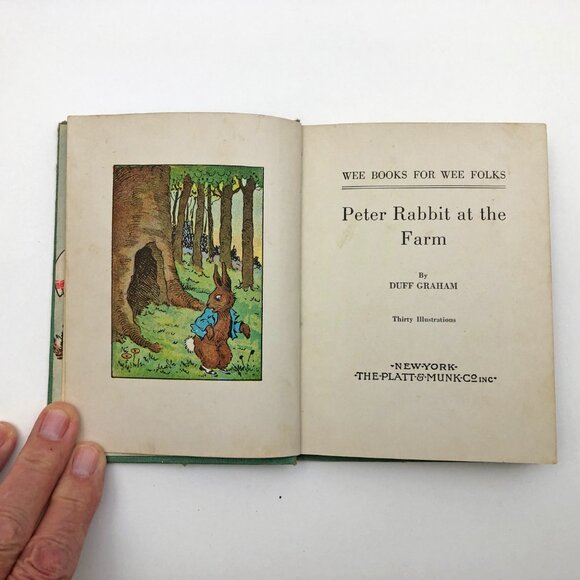 WEE BOOKS FOR WEE FOLKS
Peter Rabbit at the
Farm
By
DUFF GRAHAM
Thirty Illustrations
·NEW·YORK·
·THE·PLATT·&·MUNK·CO INC·